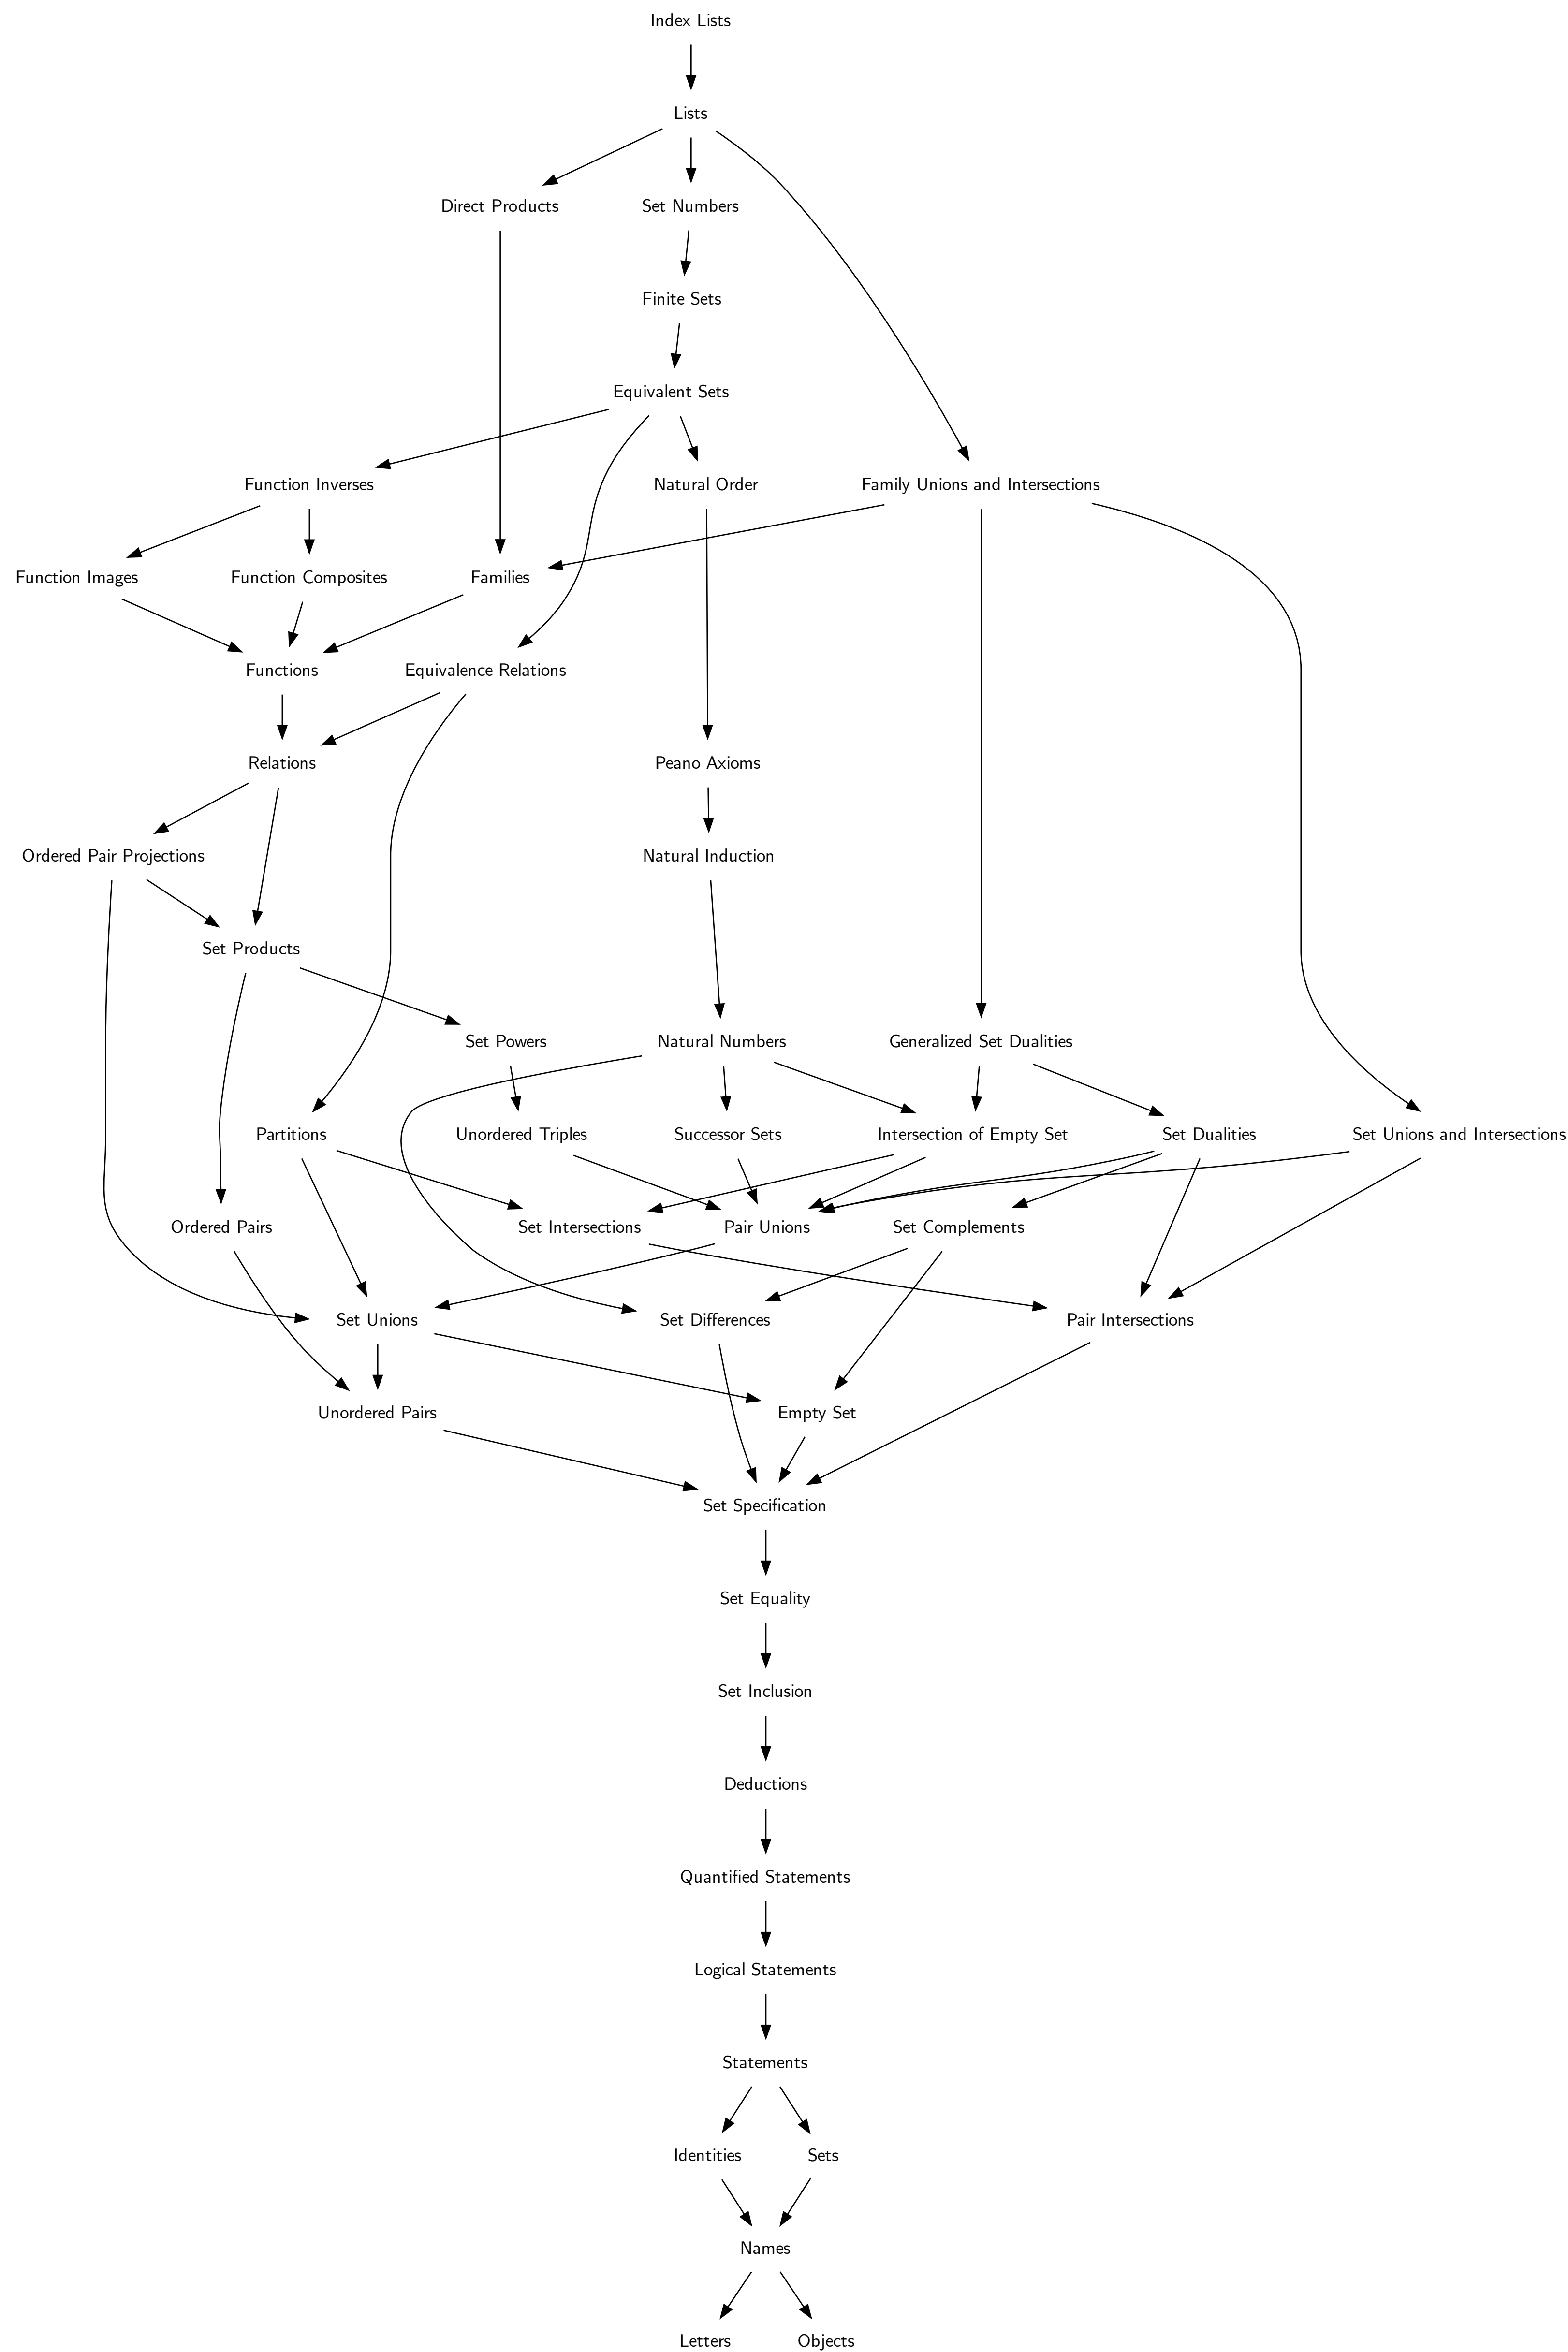 Index Lists
Lists
Direct Products
Set Numbers
Finite Sets
Equivalent Sets
Function Inverses
Natural Order
Family Unions and Intersections
Function Images
Function Composites
Families
Functions
Equivalence Relations
Relations
Peano Axioms
Ordered Pair Projections
Natural Induction
Set Products
Set Powers
Natural Numbers
Generalized Set Dualities
Partitions
Unordered Triples
Successor Sets
Intersection of Empty Set
Set Dualities
Set Unions and Intersections
Ordered Pairs
Set Intersections
Pair Unions
Set Complements
Set Unions
Set Differences
Pair Intersections
Unordered Pairs
Empty Set
Set Specification
Set Equality
Set Inclusion
Deductions
Quantified Statements
Logical Statements
Statements
Identities
Sets
Names
Letters
Objects